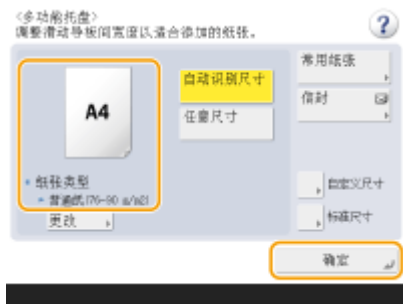 <多功能托盘>
调整滑动导板间宽度以适合添加的纸张。
?
A4
自动识别尺寸
任意尺寸
常用纸张
信封
• 纸张类型
- 普通纸(76-90 g/m2)
更改
自定义尺寸
标准尺寸
确定